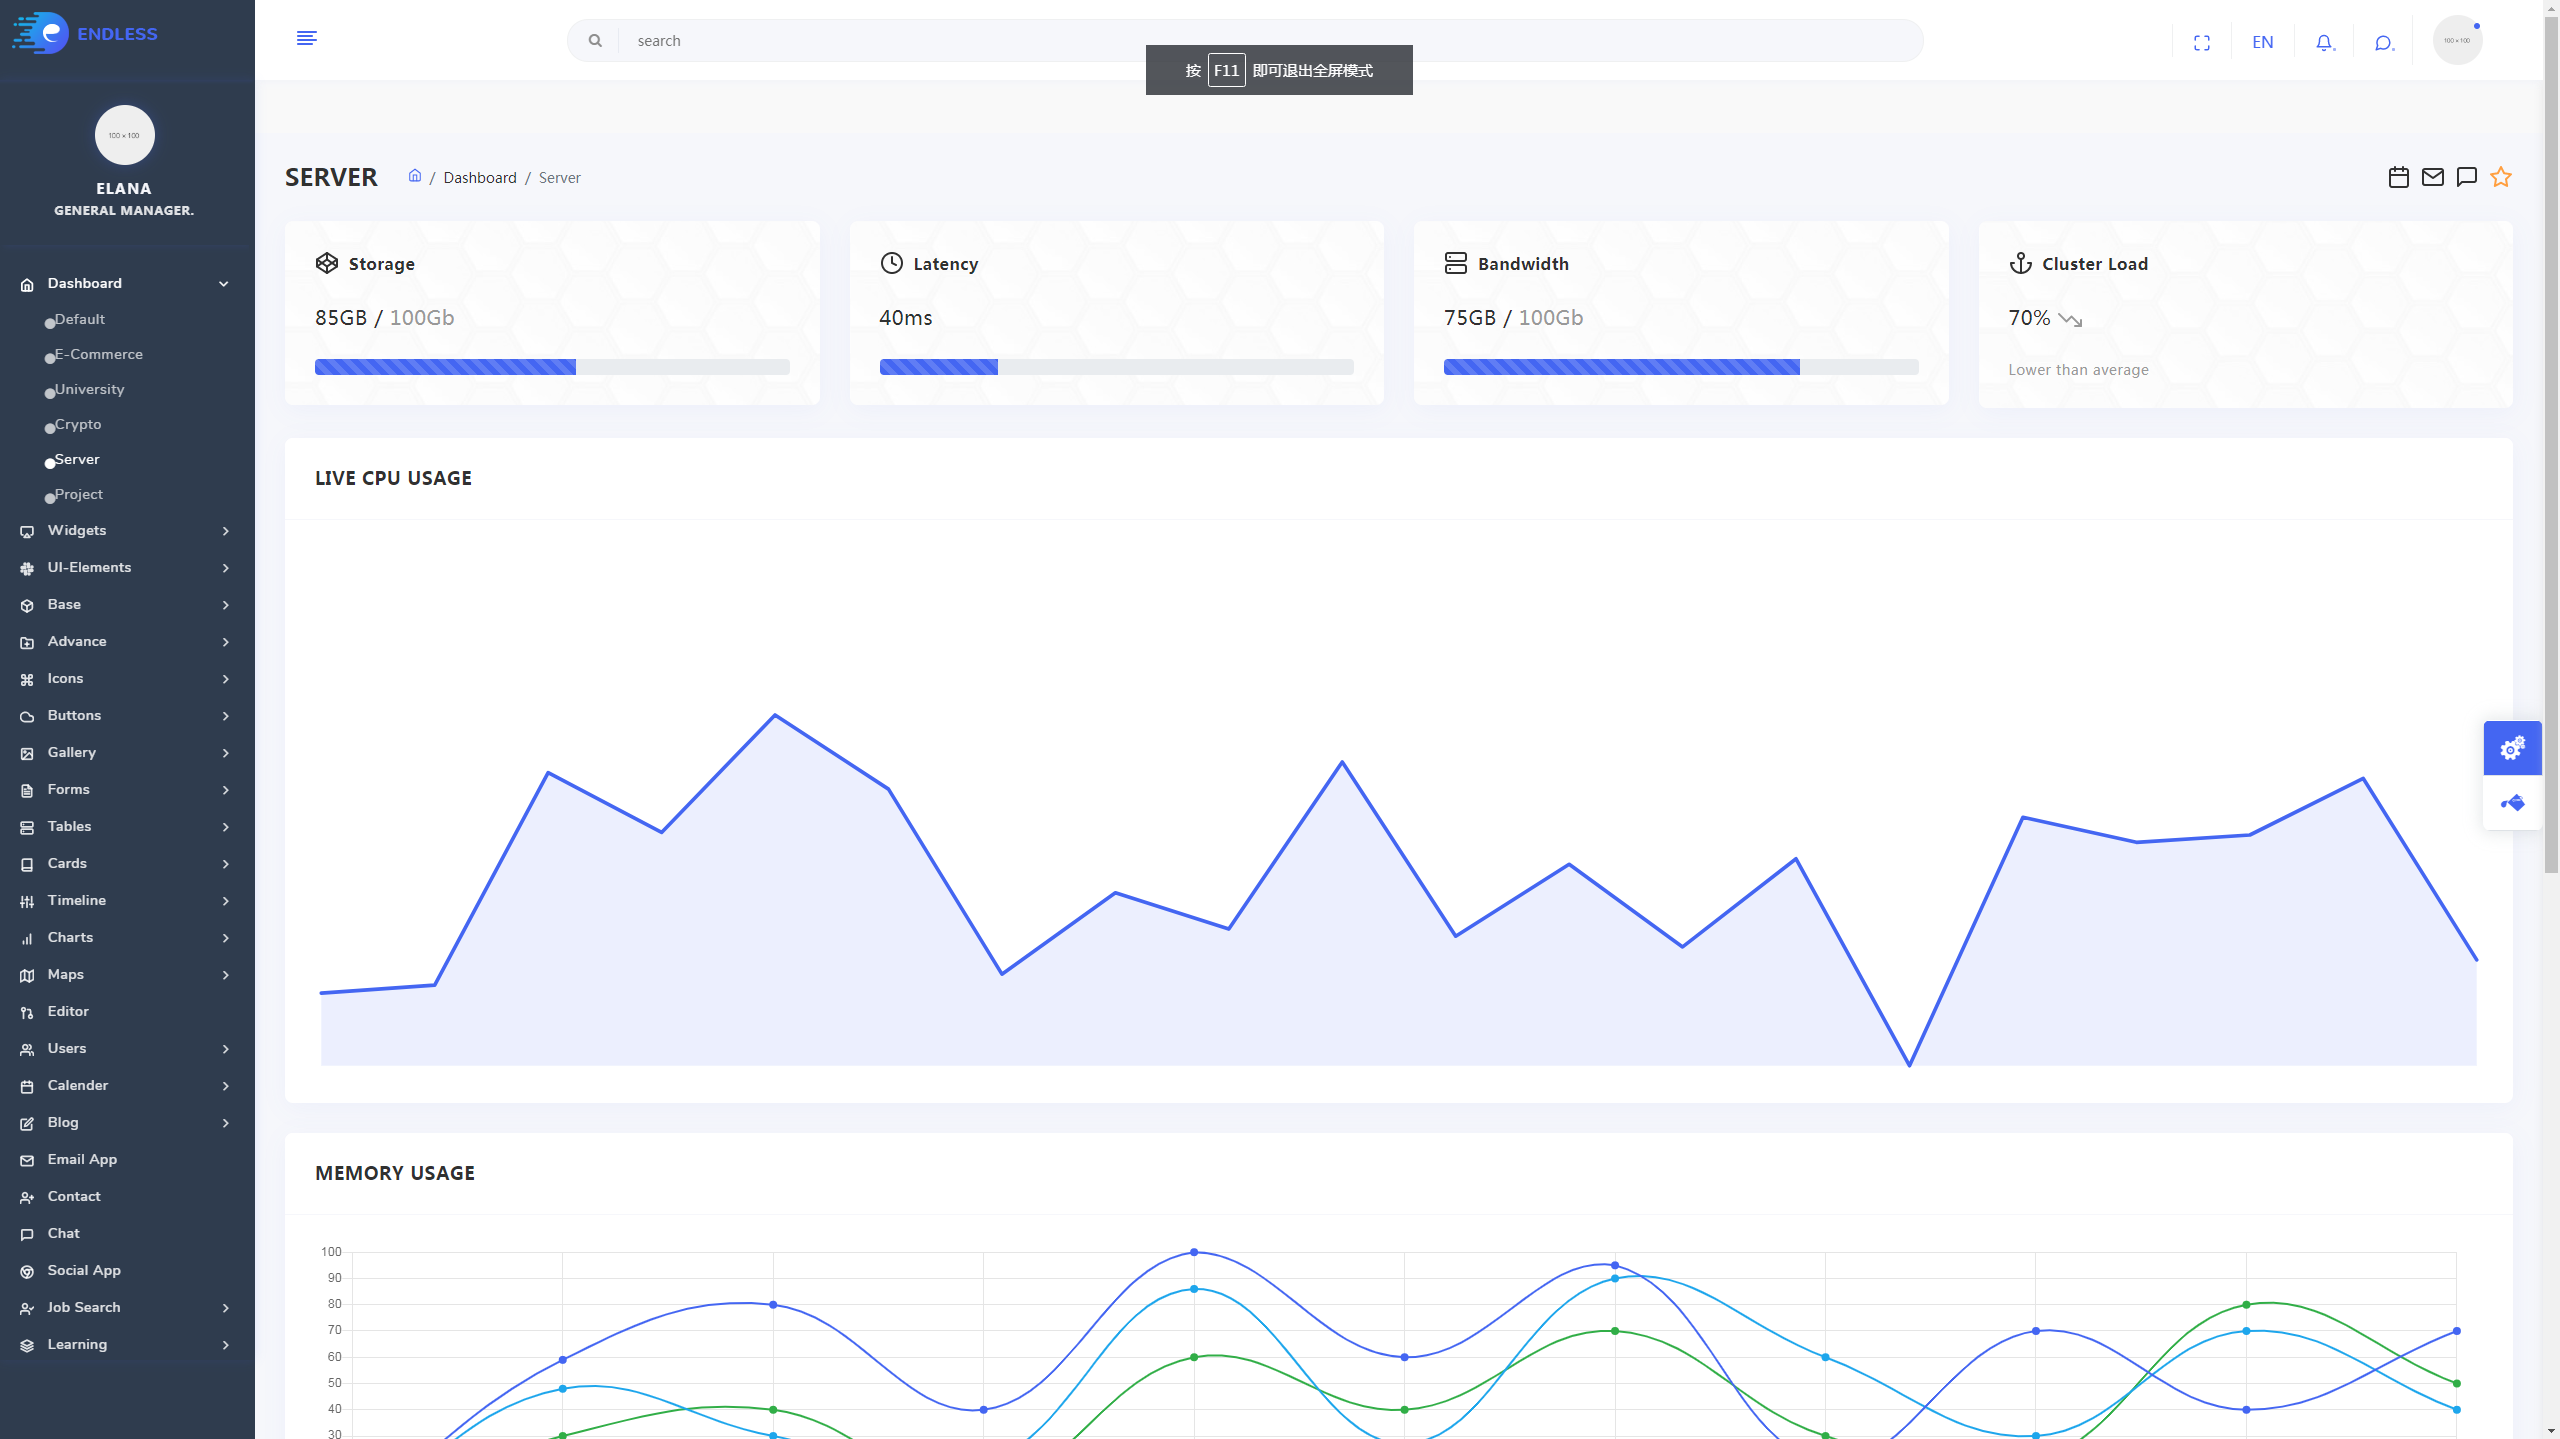 ENDLESS
search
EN
100 × 100
按 F11 即可退出全屏模式
100 × 100
ELANA
GENERAL MANAGER.
Dashboard
Default
E-Commerce
University
Crypto
Server
Project
Widgets
UI-Elements
Base
Advance
Icons
Buttons
Gallery
Forms
Tables
Cards
Timeline
Charts
Maps
Editor
Users
Calender
Blog
Email App
Contact
Chat
Social App
Job Search
Learning
SERVER
/ Dashboard / Server
Storage
85GB / 100Gb
Latency
40ms
Bandwidth
75GB / 100Gb
Cluster Load
70%
Lower than average
LIVE CPU USAGE
MEMORY USAGE
100
90
80
70
60
50
40
30